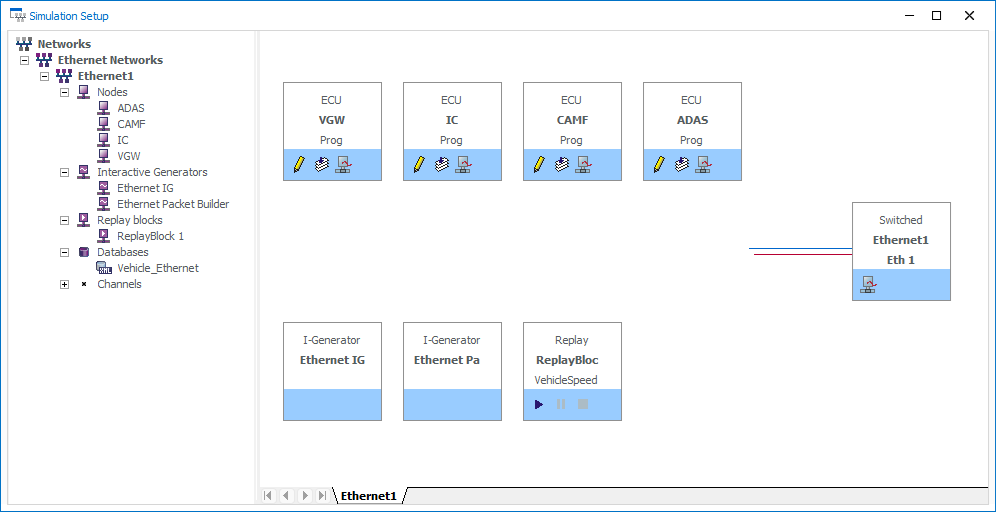 Simulation Setup
Networks
Ethernet Networks
Ethernet1
Nodes
ADAS
CAMF
IC
VGW
Interactive Generators
Ethernet IG
Ethernet Packet Builder
Replay blocks
ReplayBlock 1
Databases
Vehicle_Ethernet
Channels
ECU
VGW
Prog
ECU
IC
Prog
ECU
CAMF
Prog
ECU
ADAS
Prog
Switched
Ethernet1
Eth 1
I-Generator
Ethernet IG
I-Generator
Ethernet Pa
Replay
ReplayBloc
VehicleSpeed
Ethernet1